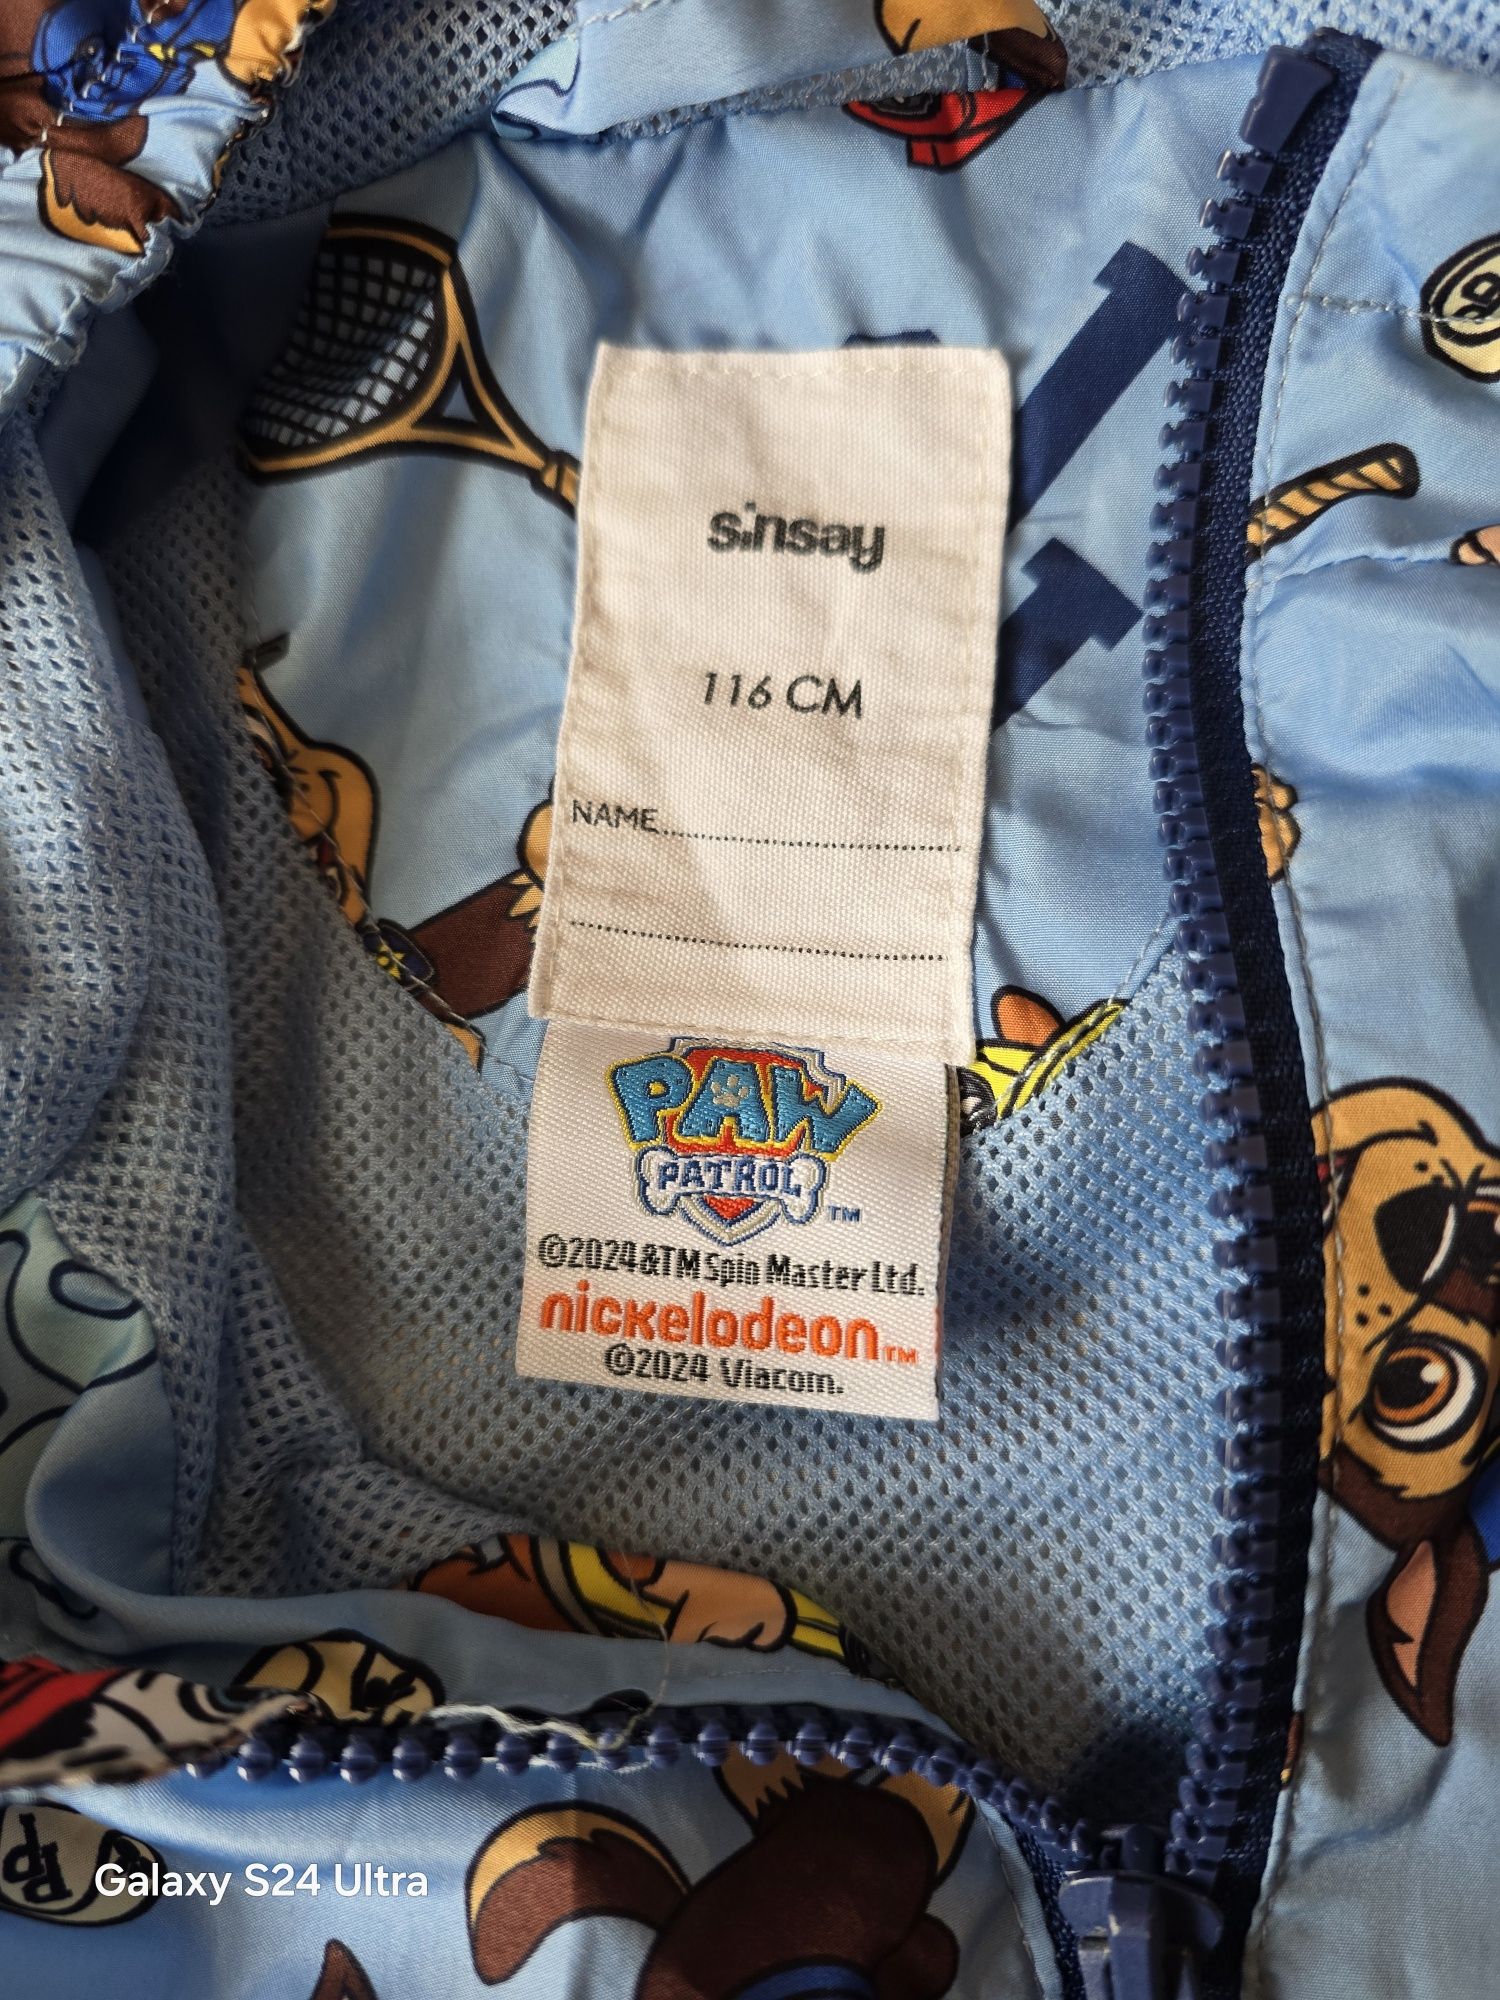 sinsay
116 CM
NAME
PAW
PATROL TM
©2024&TM Spin Master Ltd.
nickelodeon TM
©2024 Viacom.
Galaxy S24 Ultra